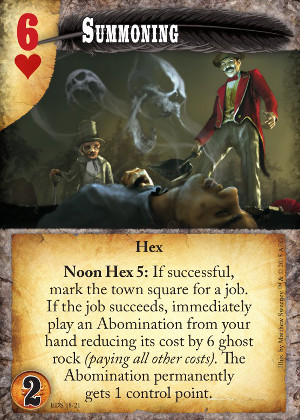 6
SUMMONING
Hex
Noon Hex 5: If successful,
mark the town square for a job.
If the job succeeds, immediately
play an Abomination from your
hand reducing its cost by 6 ghost
rock (paying all other costs). The
Abomination permanently
gets 1 control point.
2